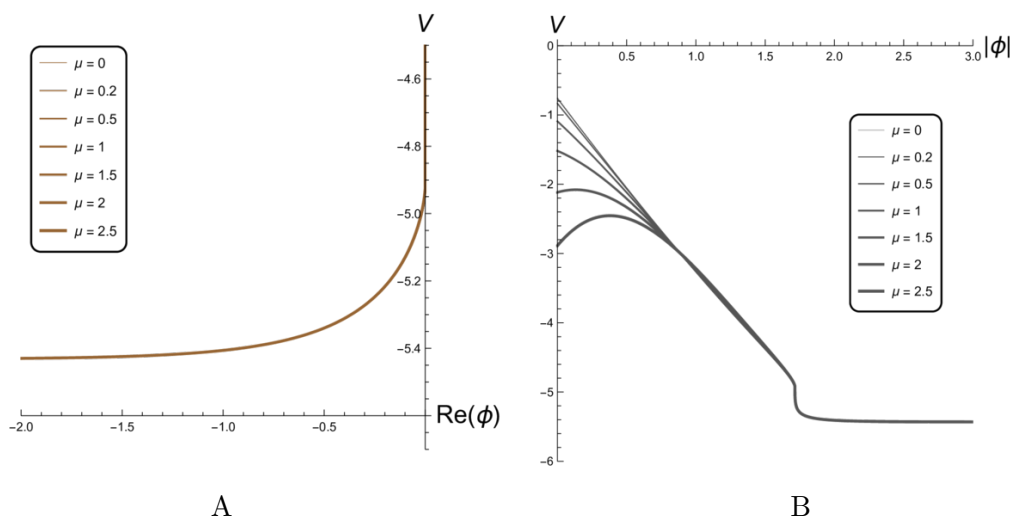 V
μ = 0
μ = 0.2
μ = 0.5
μ = 1
μ = 1.5
μ = 2
μ = 2.5
-4.6
-4.8
-5.0
-5.2
-5.4
-2.0 -1.5 -1.0 -0.5
Re(ϕ)
A
V
0
0.5 1.0 1.5 2.0 2.5 3.0
|ϕ|
-1
-2
-3
-4
-5
-6
μ = 0
μ = 0.2
μ = 0.5
μ = 1
μ = 1.5
μ = 2
μ = 2.5
B